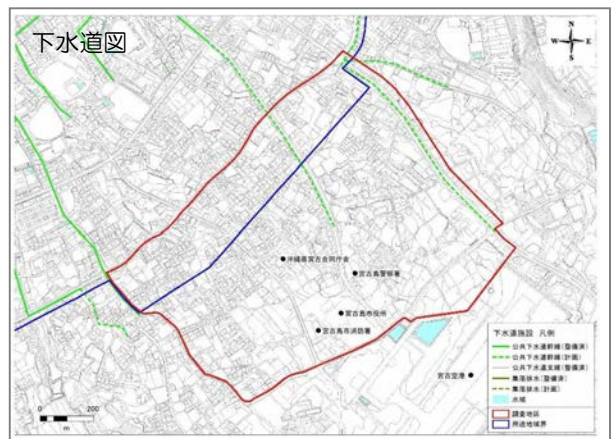 下水道図
N
W E
S
沖縄県宮古合同庁舎
宮古島警察署
宮古島市役所
宮古島市消防署
宮古空港
下水道施設 凡例
公共下水道幹線(整備済)
公共下水道幹線(計画)
公共下水道支線(整備済)
集落排水(整備済)
集落排水(計画)
水域
調査地区
用途地域界
0 200
m